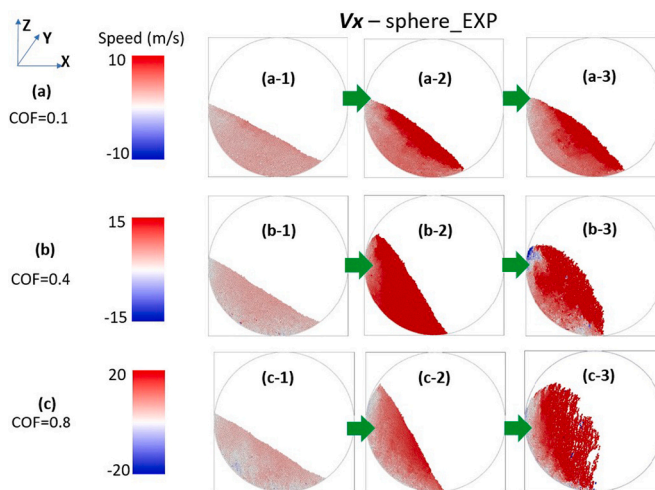 Vx – sphere_EXP
Z
Y
X
Speed (m/s)
(a)
COF=0.1
10
-10
(a-1)
(a-2)
(a-3)
(b)
COF=0.4
15
-15
(b-1)
(b-2)
(b-3)
(c)
COF=0.8
20
-20
(c-1)
(c-2)
(c-3)